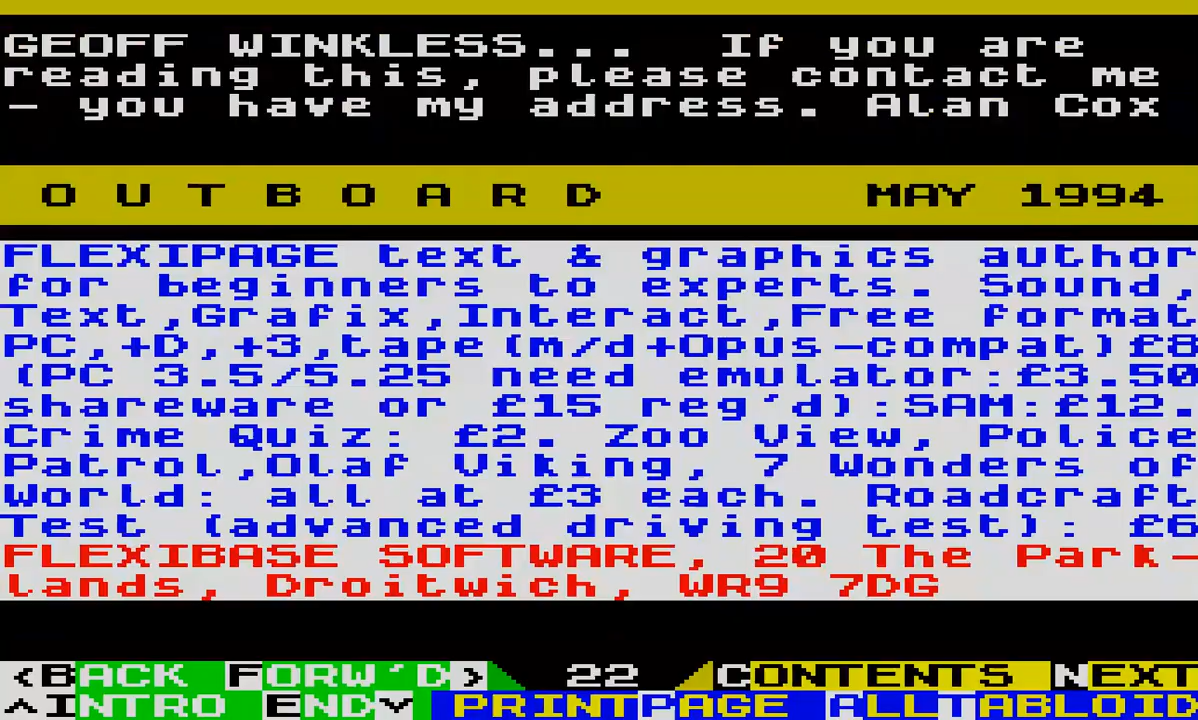 GEOFF WINKLESS... If you are
reading this, please contact me
- you have my address. Alan Cox
O U T B O A R D MAY 1994
FLEXIPAGE text & graphics author
for beginners to experts. Sound,
Text,Grafix,Interact,Free format
PC,+D,+3,tape(m/d+Opus-compat)£8
(PC 3.5/5.25 need emulator:£3.50
shareware or £15 reg'd):SAM:£12.
Crime Quiz: £2. Zoo View, Police
Patrol,Olaf Viking, 7 Wonders of
World: all at £3 each. Roadcraft
Test (advanced driving test): £6
FLEXIBASE SOFTWARE, 20 The Park-
lands, Droitwich, WR9 7DG
<BACK FORW'D> 22 CONTENTS NEXT
^INTRO ENDv PRINTPAGE ALLTABLOID